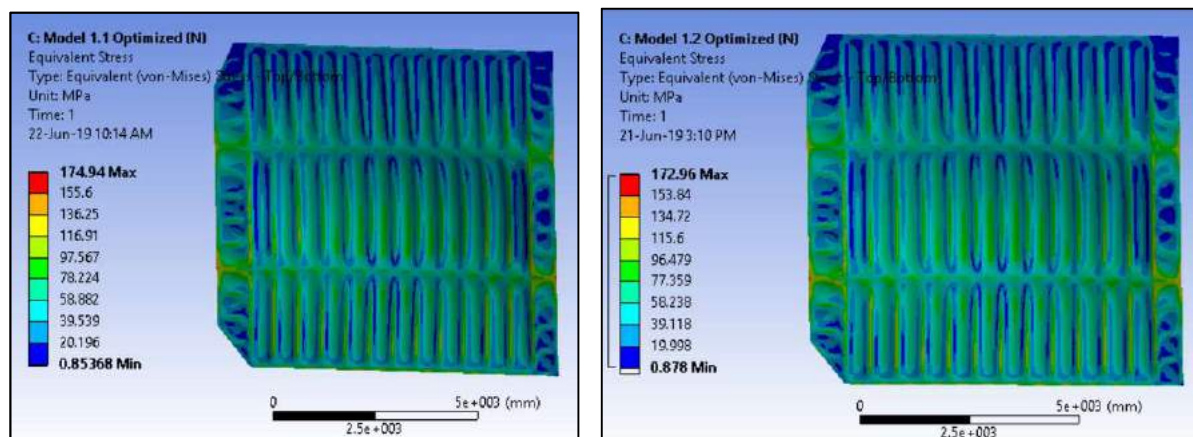 C: Model 1.1 Optimized (N)
Equivalent Stress
Type: Equivalent (von-Mises) - Top/Bottom
Unit: MPa
Time: 1
22-Jun-19 10:14 AM
174.94 Max
155.6
136.25
116.91
97.567
78.224
58.882
39.539
20.196
0.85368 Min
0
5e+003 (mm)
2.5e+003
C: Model 1.2 Optimized (N)
Equivalent Stress
Type: Equivalent (von-Mises) - Top/Bottom
Unit: MPa
Time: 1
21-Jun-19 3:10 PM
172.96 Max
153.84
134.72
115.6
96.479
77.359
58.238
39.118
19.998
0.878 Min
0
5e+003 (mm)
2.5e+003